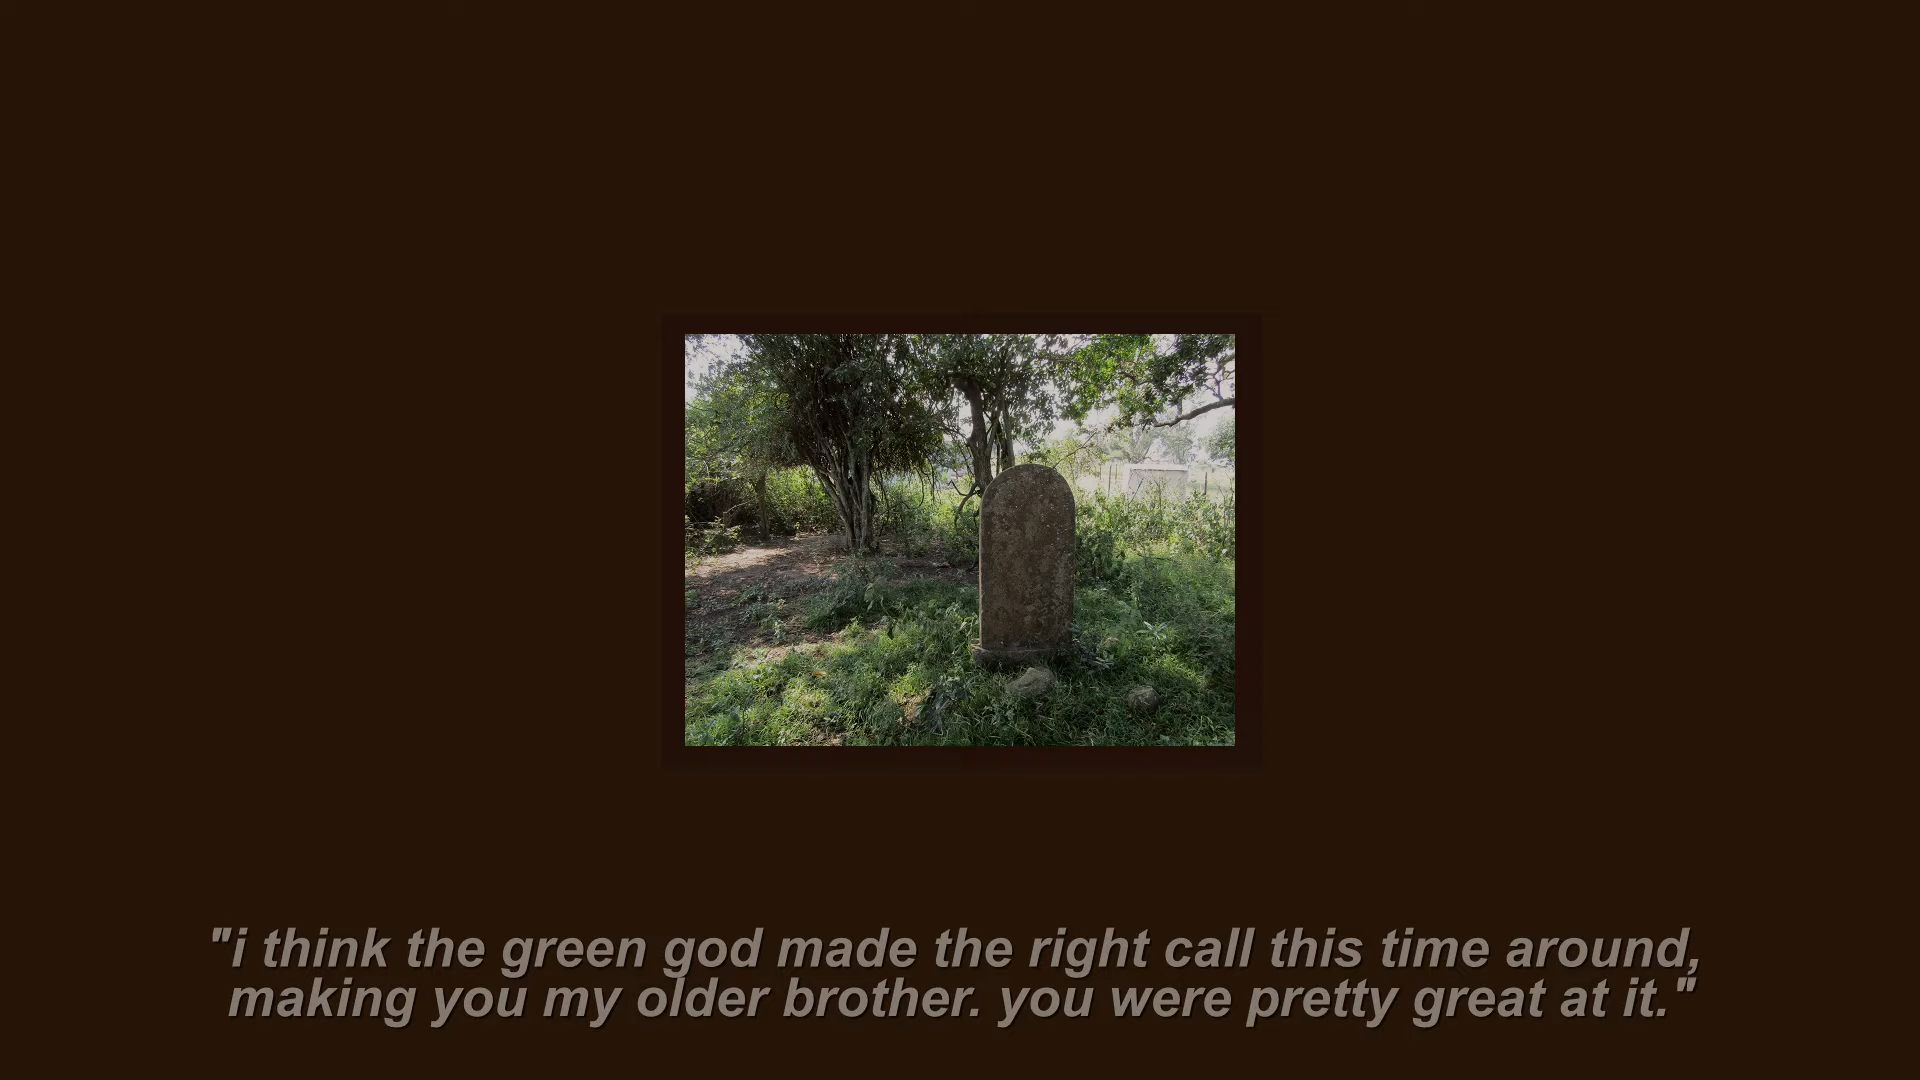 "i think the green god made the right call this time around,
making you my older brother. you were pretty great at it."